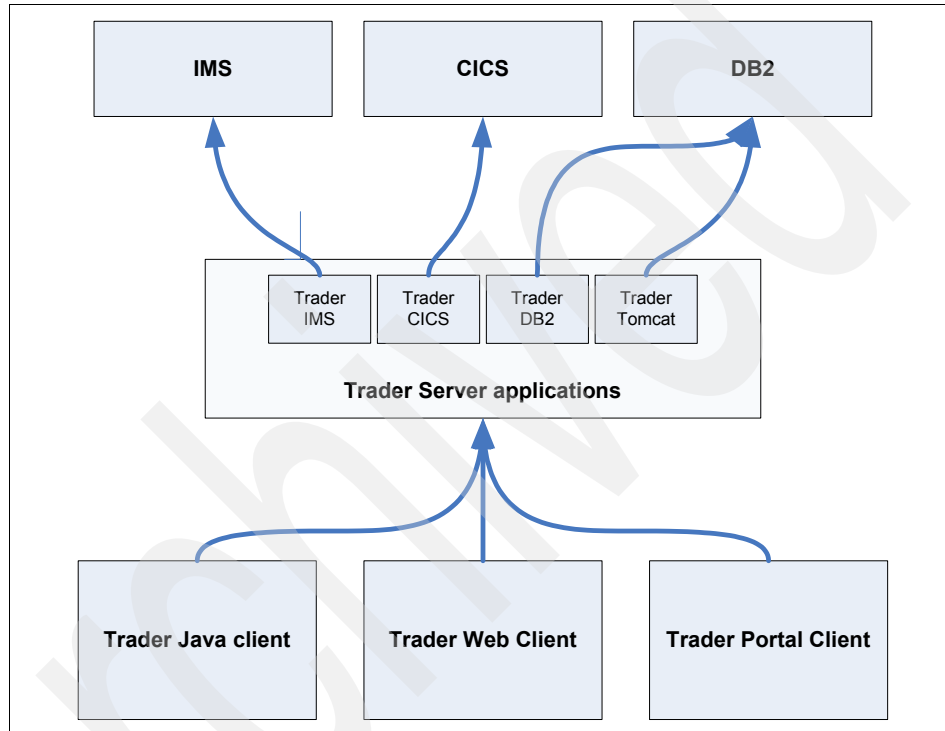 IMS
CICS
DB2
Trader
IMS
Trader
CICS
Trader
DB2
Trader
Tomcat
Trader Server applications
Trader Java client
Trader Web Client
Trader Portal Client
rchived